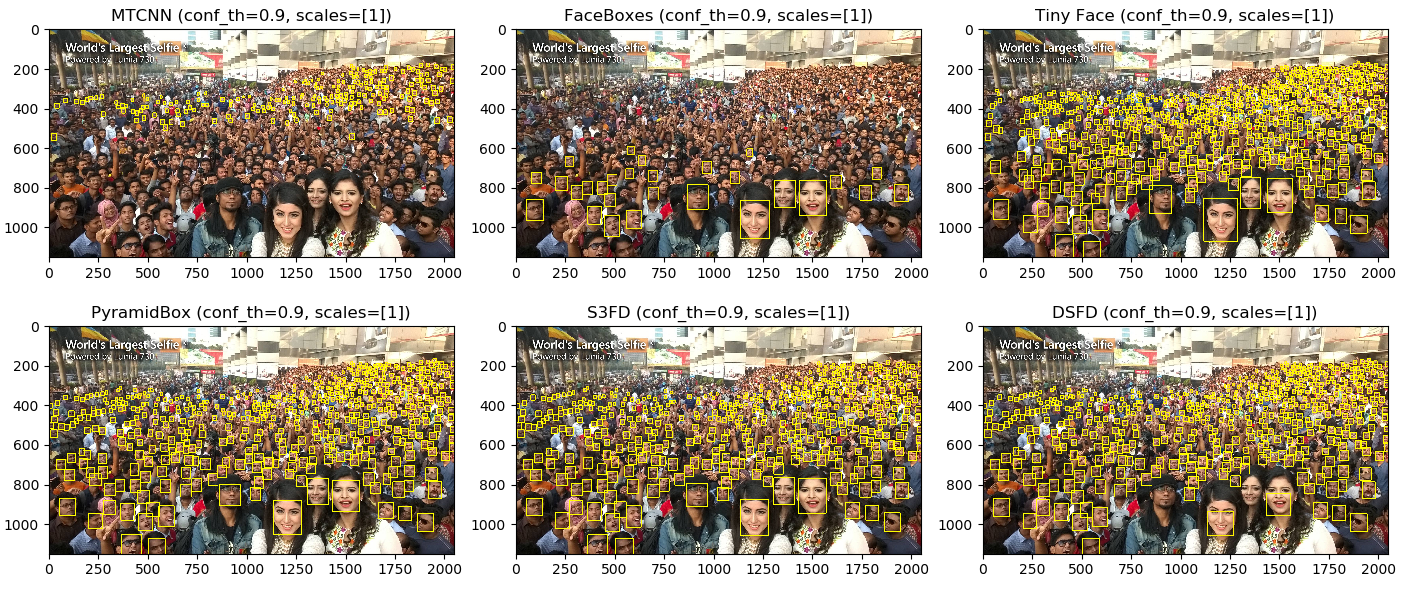 MTCNN (conf_th=0.9, scales=[1])
FaceBoxes (conf_th=0.9, scales=[1])
Tiny Face (conf_th=0.9, scales=[1])
0
200
400
600
800
1000
0 250 500 750 1000 1250 1500 1750 2000
World's Largest Selfie
Powered by Lumia 730
0
200
400
600
800
1000
0 250 500 750 1000 1250 1500 1750 2000
World's Largest Selfie
Powered by Lumia 730
0
200
400
600
800
1000
0 250 500 750 1000 1250 1500 1750 2000
World's Largest Selfie
Powered by Lumia 730
PyramidBox (conf_th=0.9, scales=[1])
S3FD (conf_th=0.9, scales=[1])
DSFD (conf_th=0.9, scales=[1])
0
200
400
600
800
1000
0 250 500 750 1000 1250 1500 1750 2000
World's Largest Selfie
Powered by Lumia 730
0
200
400
600
800
1000
0 250 500 750 1000 1250 1500 1750 2000
World's Largest Selfie
Powered by Lumia 730
0
200
400
600
800
1000
0 250 500 750 1000 1250 1500 1750 2000
World's Largest Selfie
Powered by Lumia 730